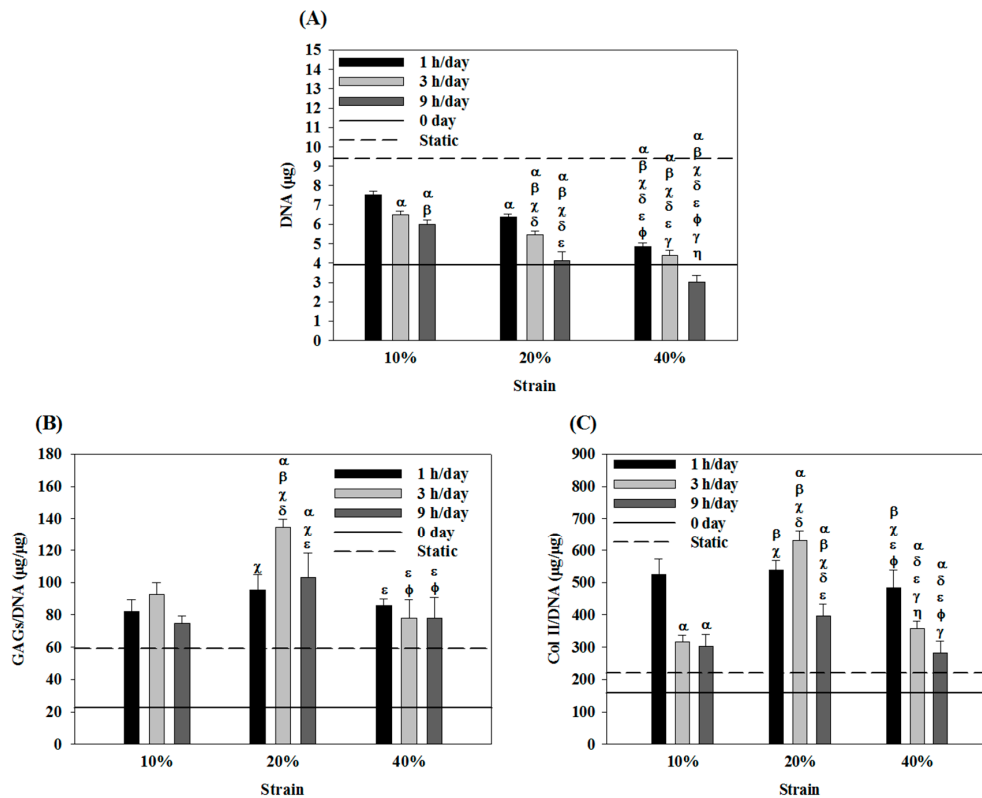 (A)
15
14
13
12
11
10
9
8
7
6
5
4
3
2
1
0
DNA (µg)
1 h/day
3 h/day
9 h/day
0 day
Static
α
α
β
α
α
β
χ
δ
α
β
χ
δ
ε
α
β
χ
δ
ε
ϕ
α
β
χ
δ
ε
γ
α
β
χ
δ
ε
ϕ
γ
η
10% 20% 40%
Strain
(B)
180
160
140
120
100
80
60
40
20
0
GAGs/DNA (µg/µg)
1 h/day
3 h/day
9 h/day
0 day
Static
χ
α
β
χ
δ
α
χ
ε
ε
ε
ϕ
ε
ϕ
10% 20% 40%
Strain
(C)
900
800
700
600
500
400
300
200
100
0
Col II/DNA (µg/µg)
1 h/day
3 h/day
9 h/day
0 day
Static
α
α
β
χ
α
β
χ
δ
α
β
χ
δ
ε
β
χ
ε
ϕ
α
δ
ε
γ
η
α
δ
ε
ϕ
γ
10% 20% 40%
Strain